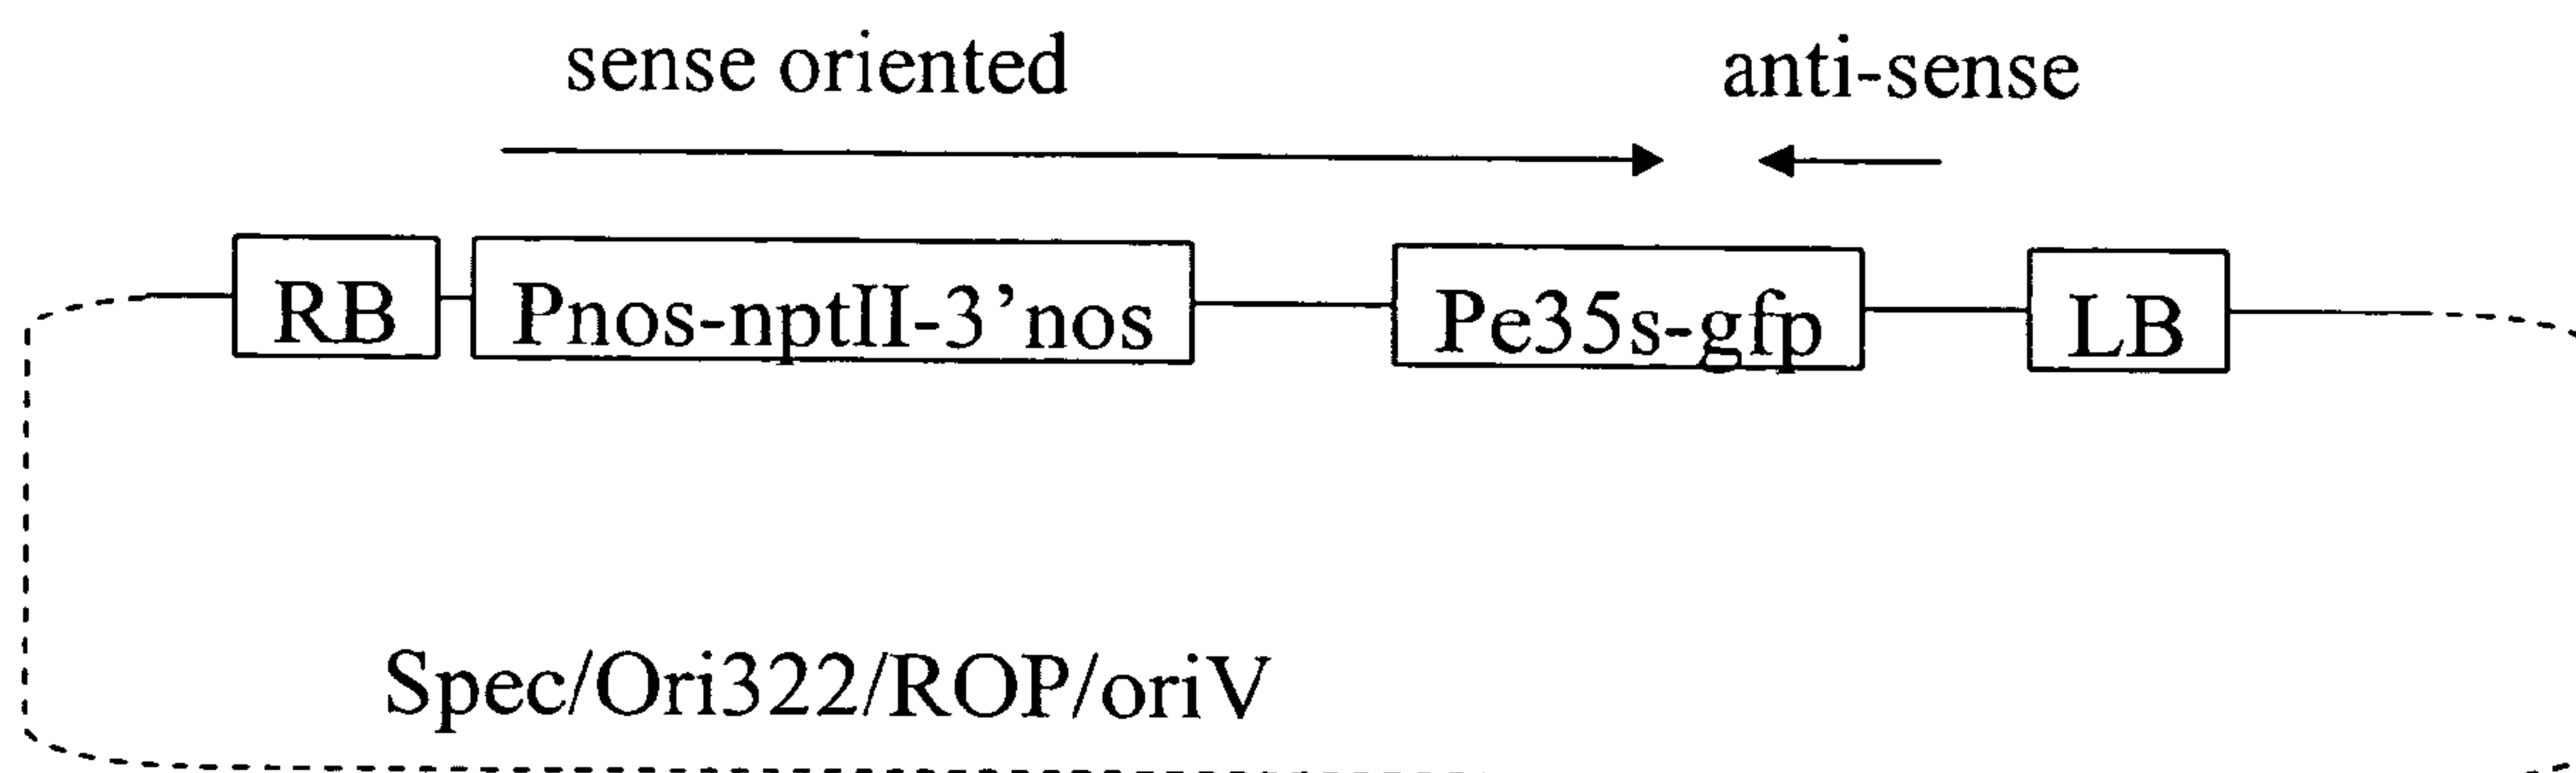 sense oriented anti-sense
RB Pnos-nptII-3’nos Pe35s-gfp LB
Spec/Ori322/ROP/oriV